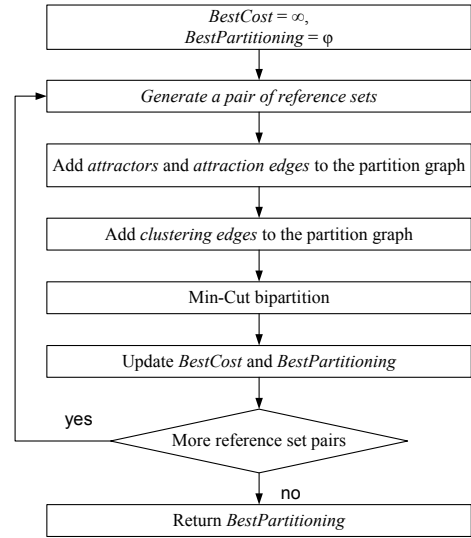 BestCost = ∞,
BestPartitioning = φ
Generate a pair of reference sets
Add attractors and attraction edges to the partition graph
Add clustering edges to the partition graph
Min-Cut bipartition
Update BestCost and BestPartitioning
yes
More reference set pairs
no
Return BestPartitioning